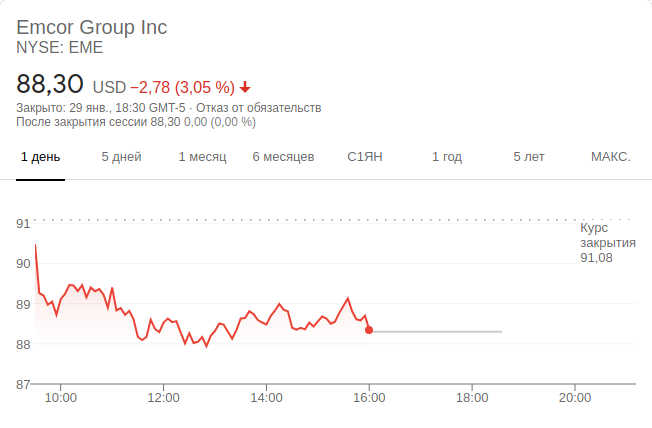 Emcor Group Inc
NYSE: EME
88,30 USD −2,78 (3,05 %)
Закрыто: 29 янв., 18:30 GMT-5 · Отказ от обязательств
После закрытия сессии 88,30 0,00 (0,00 %)
1 день 5 дней 1 месяц 6 месяцев С1ЯН 1 год 5 лет МАКС.
91
90
89
88
87
Курс
закрытия
91,08
10:00 12:00 14:00 16:00 18:00 20:00